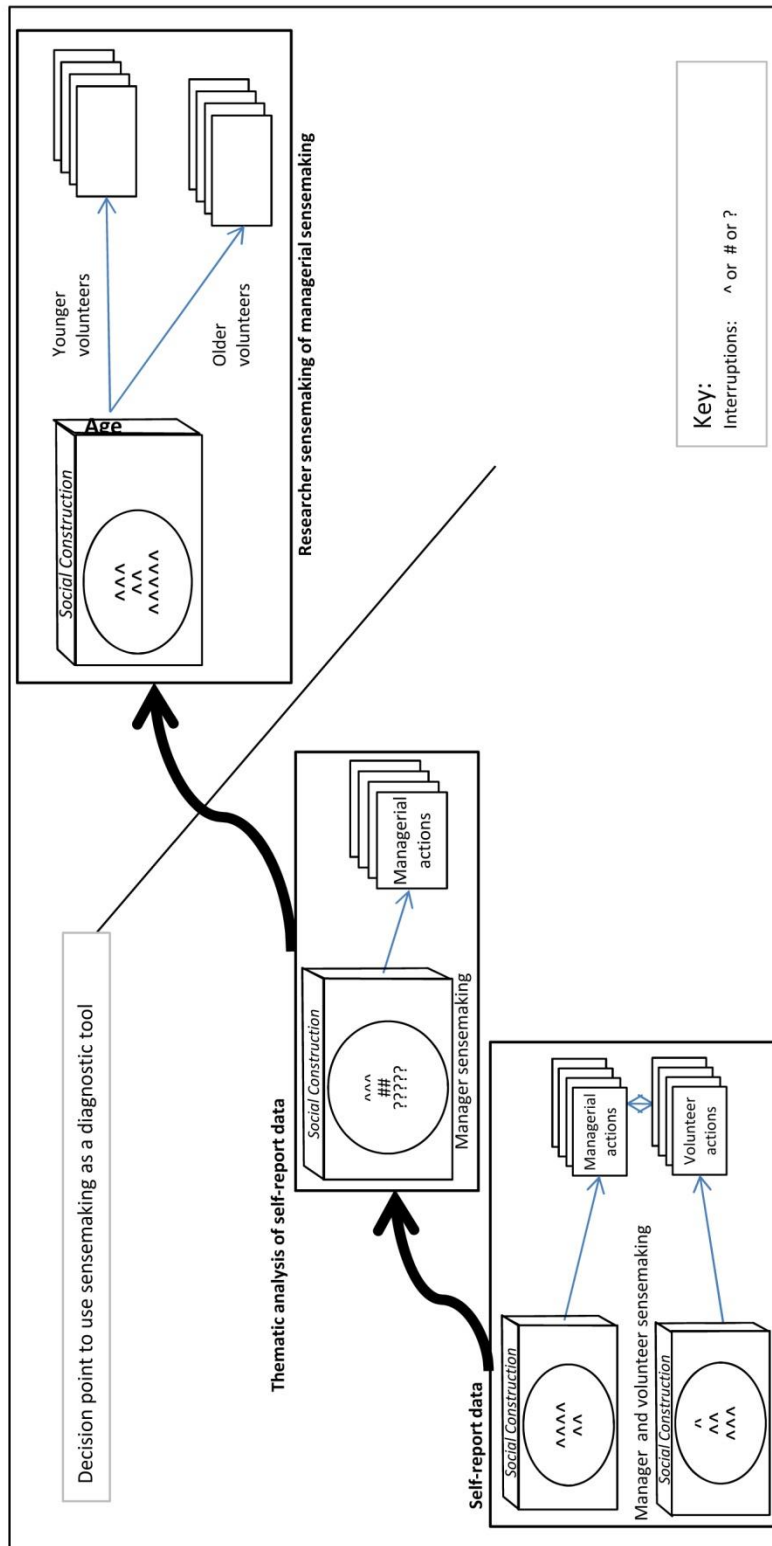 Decision point to use sensemaking as a diagnostic tool
Social Construction
^^^
^^
^^^^^
Age
Younger
volunteers
Older
volunteers
Researcher sensemaking of managerial sensemaking
Thematic analysis of self-report data
Social Construction
^^^
##
?????
Managerial
actions
Manager sensemaking
Self-report data
Social Construction
^^^^
^^
Managerial
actions
Manager and volunteer sensemaking
Social Construction
^
^^
^^^
Volunteer
actions
Key:
Interruptions: ^ or # or ?